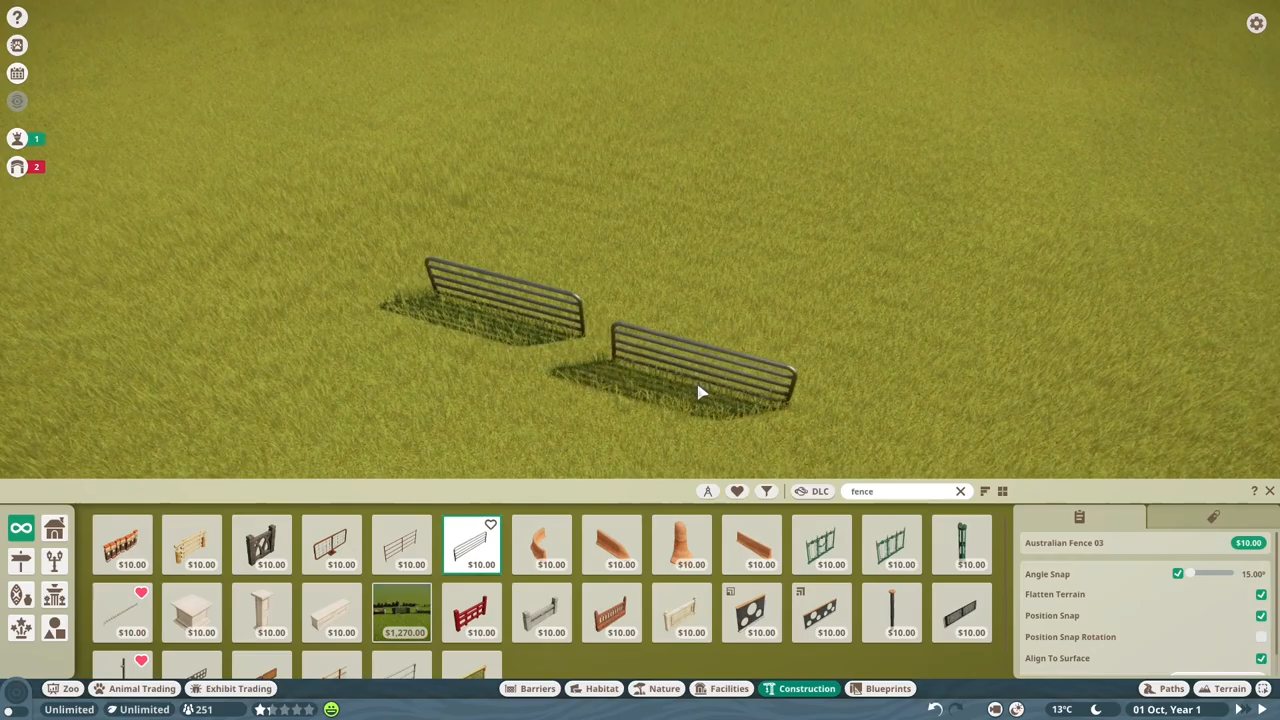 ?
1
2
DLC
fence
?
$10.00 $10.00 $10.00 $10.00 $10.00 $10.00 $10.00 $10.00 $10.00 $10.00 $10.00 $10.00 $10.00
$10.00 $10.00 $10.00 $10.00 $1,270.00 $10.00 $10.00 $10.00 $10.00 $10.00 $10.00 $10.00 $10.00
Australian Fence 03 $10.00
Angle Snap 15.00°
Flatten Terrain
Position Snap
Position Snap Rotation
Align To Surface
Zoo Animal Trading Exhibit Trading Barriers Habitat Nature Facilities Construction Blueprints Paths Terrain
Unlimited Unlimited 251 13°C 01 Oct, Year 1